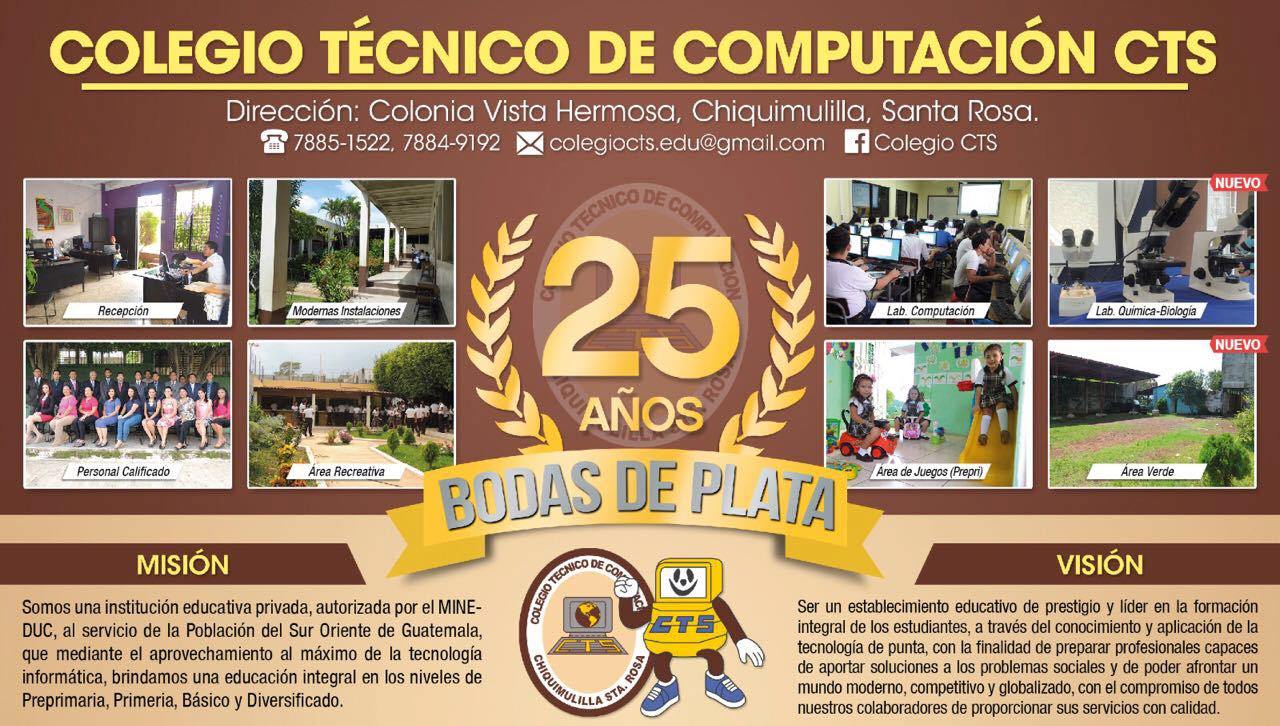 COLEGIO TÉCNICO DE COMPUTACIÓN CTS
Dirección: Colonia Vista Hermosa, Chiquimulilla, Santa Rosa.
7885-1522, 7884-9192 colegiocts.edu@gmail.com Colegio CTS
Recepción
Modernas Instalaciones
Lab. Computación
NUEVO
Lab. Química-Biología
Personal Calificado
Área Recreativa
Área de Juegos (Prepri)
NUEVO
Área Verde
COLEGIO TECNICO DE COMPUTACION
CTS
CHIQUIMULILLA STA. ROSA
25
AÑOS
BODAS DE PLATA
MISIÓN
Somos una institución educativa privada, autorizada por el MINE-
DUC, al servicio de la Población del Sur Oriente de Guatemala,
que mediante el aprovechamiento al máximo de la tecnología
informática, brindamos una educación integral en los niveles de
Preprimaria, Primeria, Básico y Diversificado.
COLEGIO TECNICO DE
CTS
CHIQUIMULILLA STA. ROSA
CTS
VISIÓN
Ser un establecimiento educativo de prestigio y líder en la formación
integral de los estudiantes, a través del conocimiento y aplicación de la
tecnología de punta, con la finalidad de preparar profesionales capaces
de aportar soluciones a los problemas sociales y de poder afrontar un
mundo moderno, competitivo y globalizado, con el compromiso de todos
nuestros colaboradores de proporcionar sus servicios con calidad.